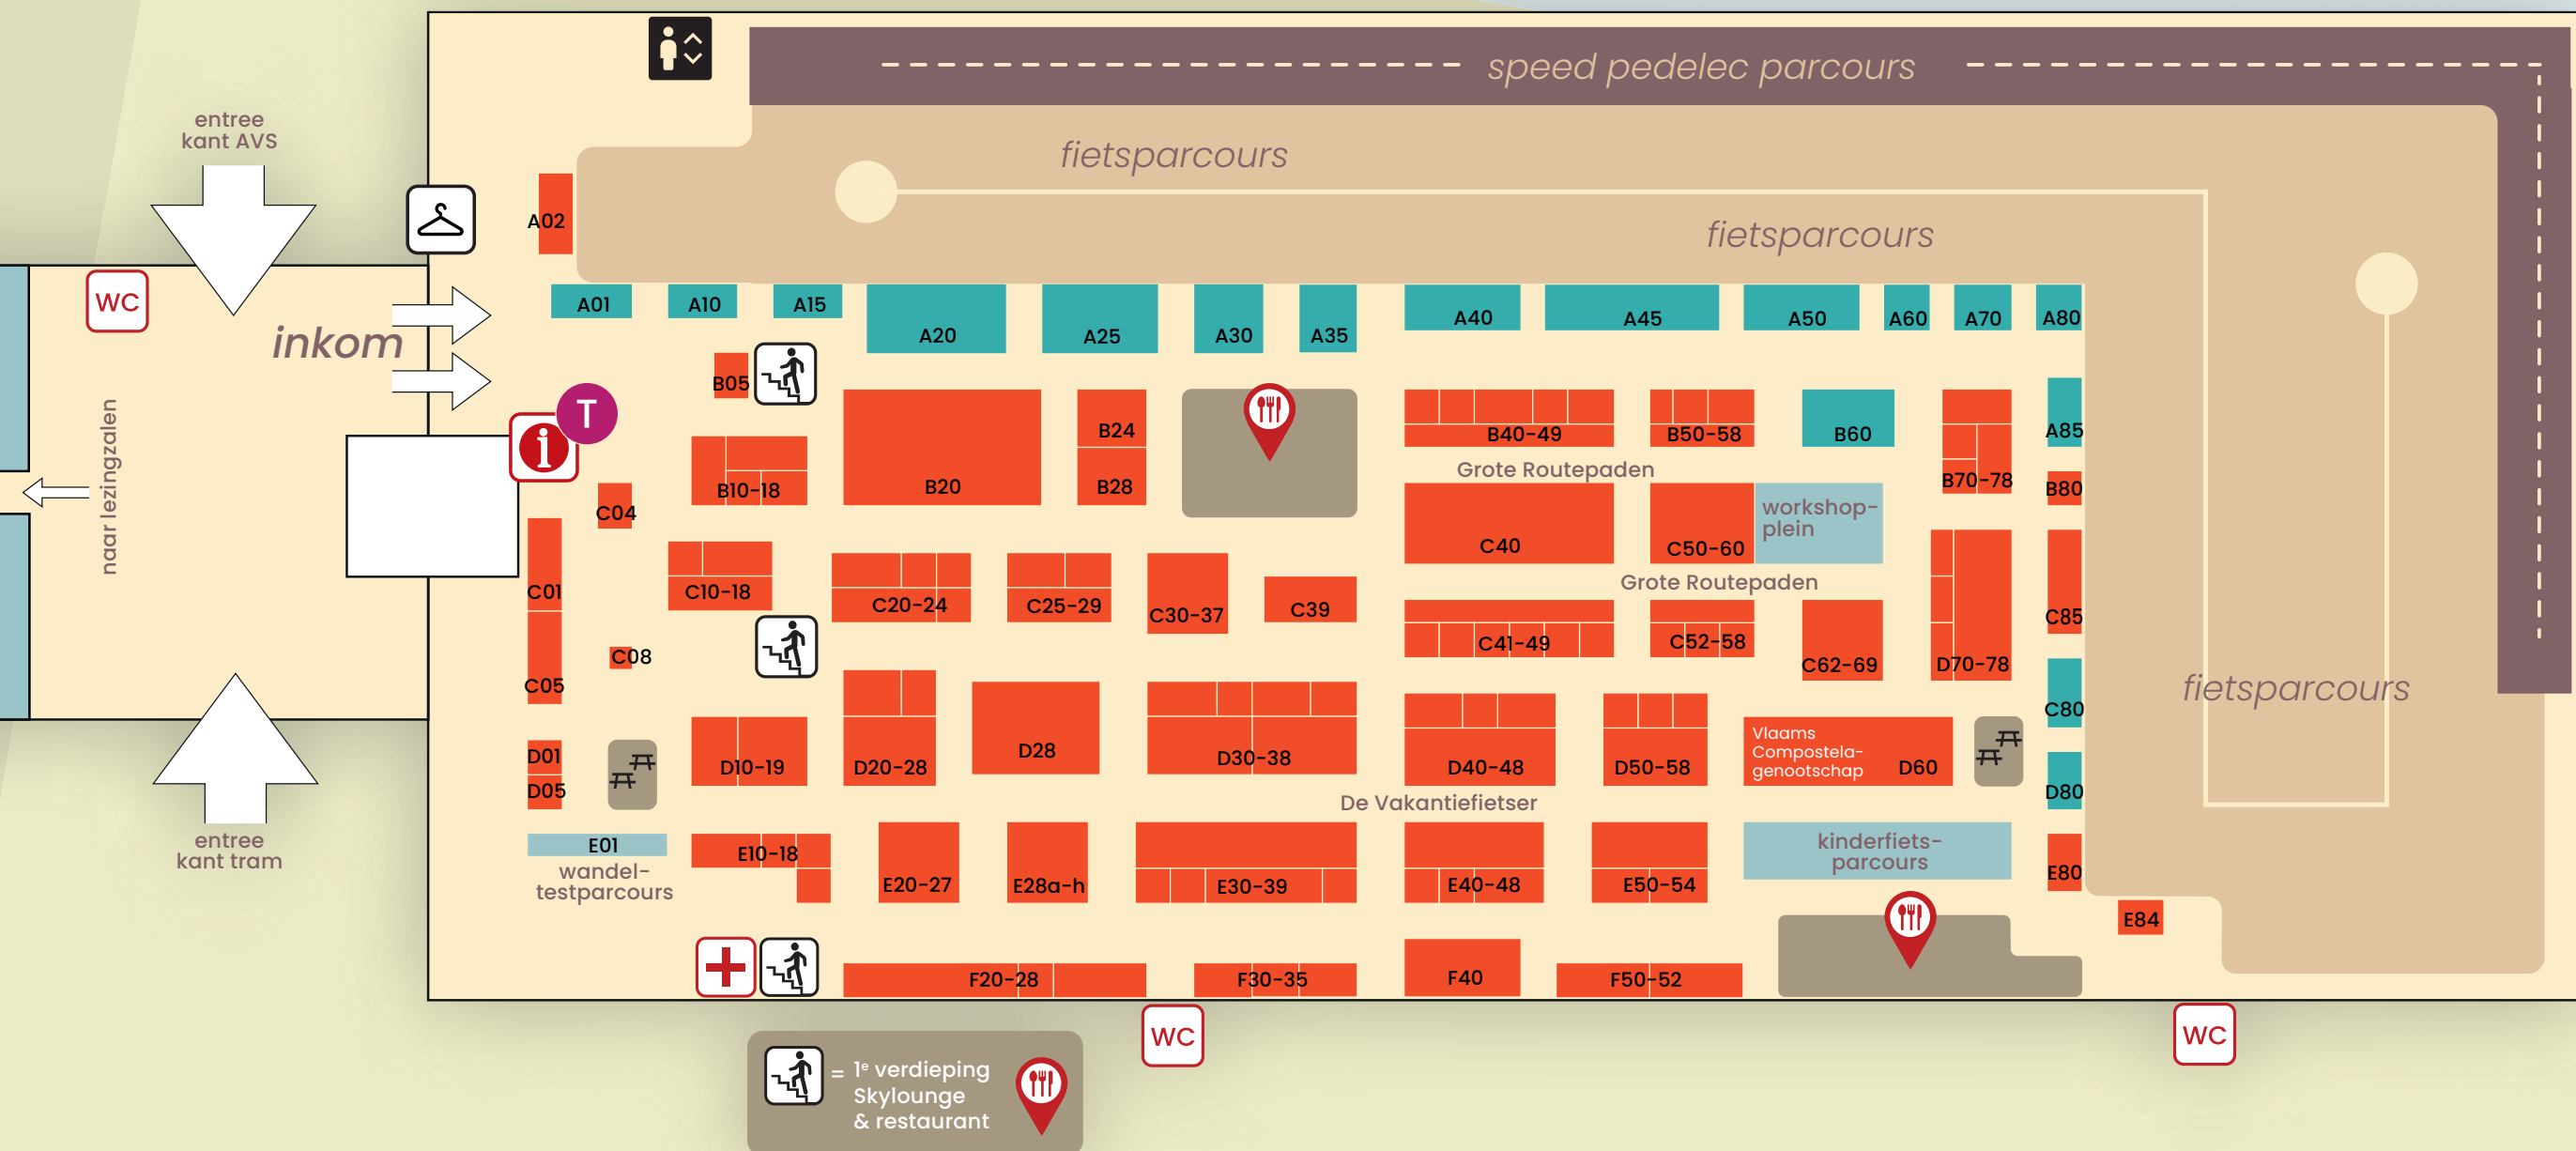 speed pedelec parcours
entree
kant AVS
fietsparcours
A02
fietsparcours
WC
inkom
A01
A10
A15
A20
A25
A30
A35
A40
A45
A50
A60
A70
A80
B05
T
i
naar lezingzalen
B10-18
B20
B24
B28
B40-49
B50-58
B60
B70-78
A85
B80
Grote Routepaden
C04
C01
C05
C08
C10-18
C20-24
C25-29
C30-37
C39
C40
C50-60
workshop-
plein
Grote Routepaden
C41-49
C52-58
C62-69
D70-78
C85
fietsparcours
C80
D01
D05
D10-19
D20-28
D28
D30-38
D40-48
D50-58
Vlaams
Compostela-
genootschap
D60
D80
De Vakantiefietser
entree
kant tram
E01
wandel-
testparcours
E10-18
E20-27
E28a-h
E30-39
E40-48
E50-54
kinderfiets-
parcours
E80
E84
F20-28
F30-35
F40
F50-52
WC
WC
= 1e verdieping
Skylounge
& restaurant